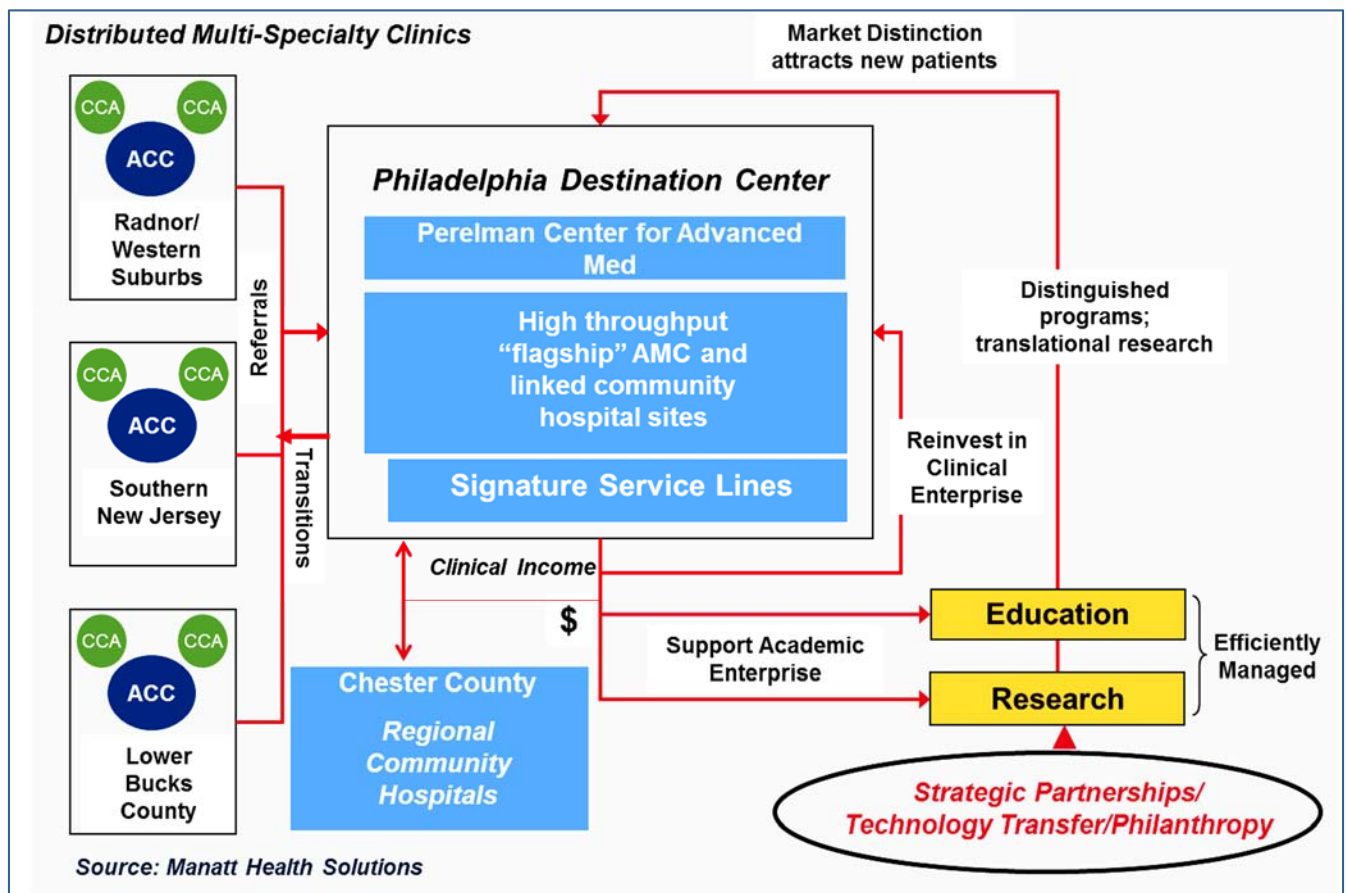 Distributed Multi-Specialty Clinics
Market Distinction
attracts new patients
CCA
CCA
ACC
Radnor/
Western
Suburbs
CCA
CCA
ACC
Southern
New Jersey
CCA
CCA
ACC
Lower
Bucks
County
Referrals
Transitions
Philadelphia Destination Center
Perelman Center for Advanced
Med
High throughput
“flagship” AMC and
linked community
hospital sites
Signature Service Lines
Distinguished
programs;
translational research
Reinvest in
Clinical
Enterprise
Clinical Income
$
Support Academic
Enterprise
Education
Research
Efficiently
Managed
Chester County
Regional
Community
Hospitals
Strategic Partnerships/
Technology Transfer/Philanthropy
Source: Manatt Health Solutions